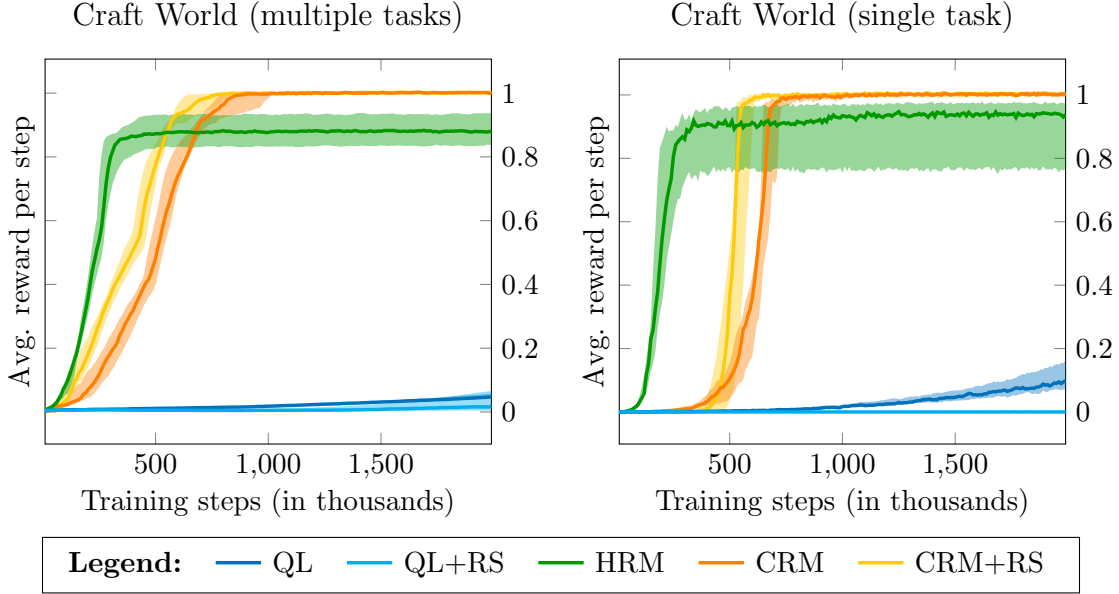 Craft World (multiple tasks)
Avg. reward per step
1
0.8
0.6
0.4
0.2
0
500 1,000 1,500
Training steps (in thousands)
Craft World (single task)
Avg. reward per step
1
0.8
0.6
0.4
0.2
0
500 1,000 1,500
Training steps (in thousands)
Legend: QL QL+RS HRM CRM CRM+RS